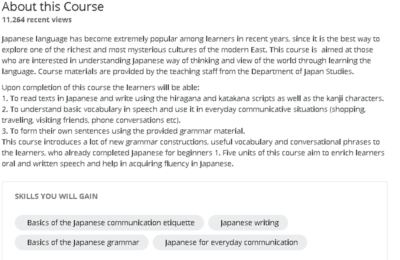 About this Course
11,264 recent views
Japanese language has become extremely popular among learners in recent years, since it is the best way to
explore one of the richest and most mysterious cultures of the modern East. This course is aimed at those
who are interested in understanding Japanese way of thinking and view of the world through learning the
language. Course materials are provided by the teaching staff from the Department of Japan Studies.
Upon completion of this course the learners will be able:
1. To read texts in Japanese and write using the hiragana and katakana scripts as well as the kanji characters.
2. To understand basic vocabulary in speech and use it in everyday communicative situations (shopping,
traveling, visiting friends, phone conversations etc).
3. To form their own sentences using the provided grammar material.
This course introduces a lot of new grammar constructions, useful vocabulary and conversational phrases to
the learners, who already completed Japanese for beginners 1. Five units of this course aim to enrich learners
oral and written speech and help in acquiring fluency in Japanese.
SKILLS YOU WILL GAIN
Basics of the Japanese communication etiquette Japanese writing
Basics of the Japanese grammar Japanese for everyday communication